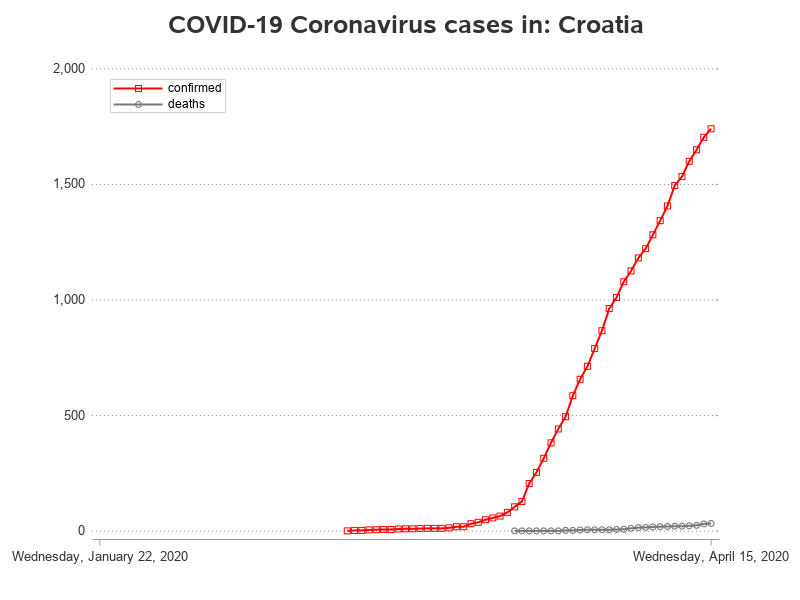 COVID-19 Coronavirus cases in: Croatia
2,000
confirmed
deaths
1,500
1,000
500
0
Wednesday, January 22, 2020
Wednesday, April 15, 2020